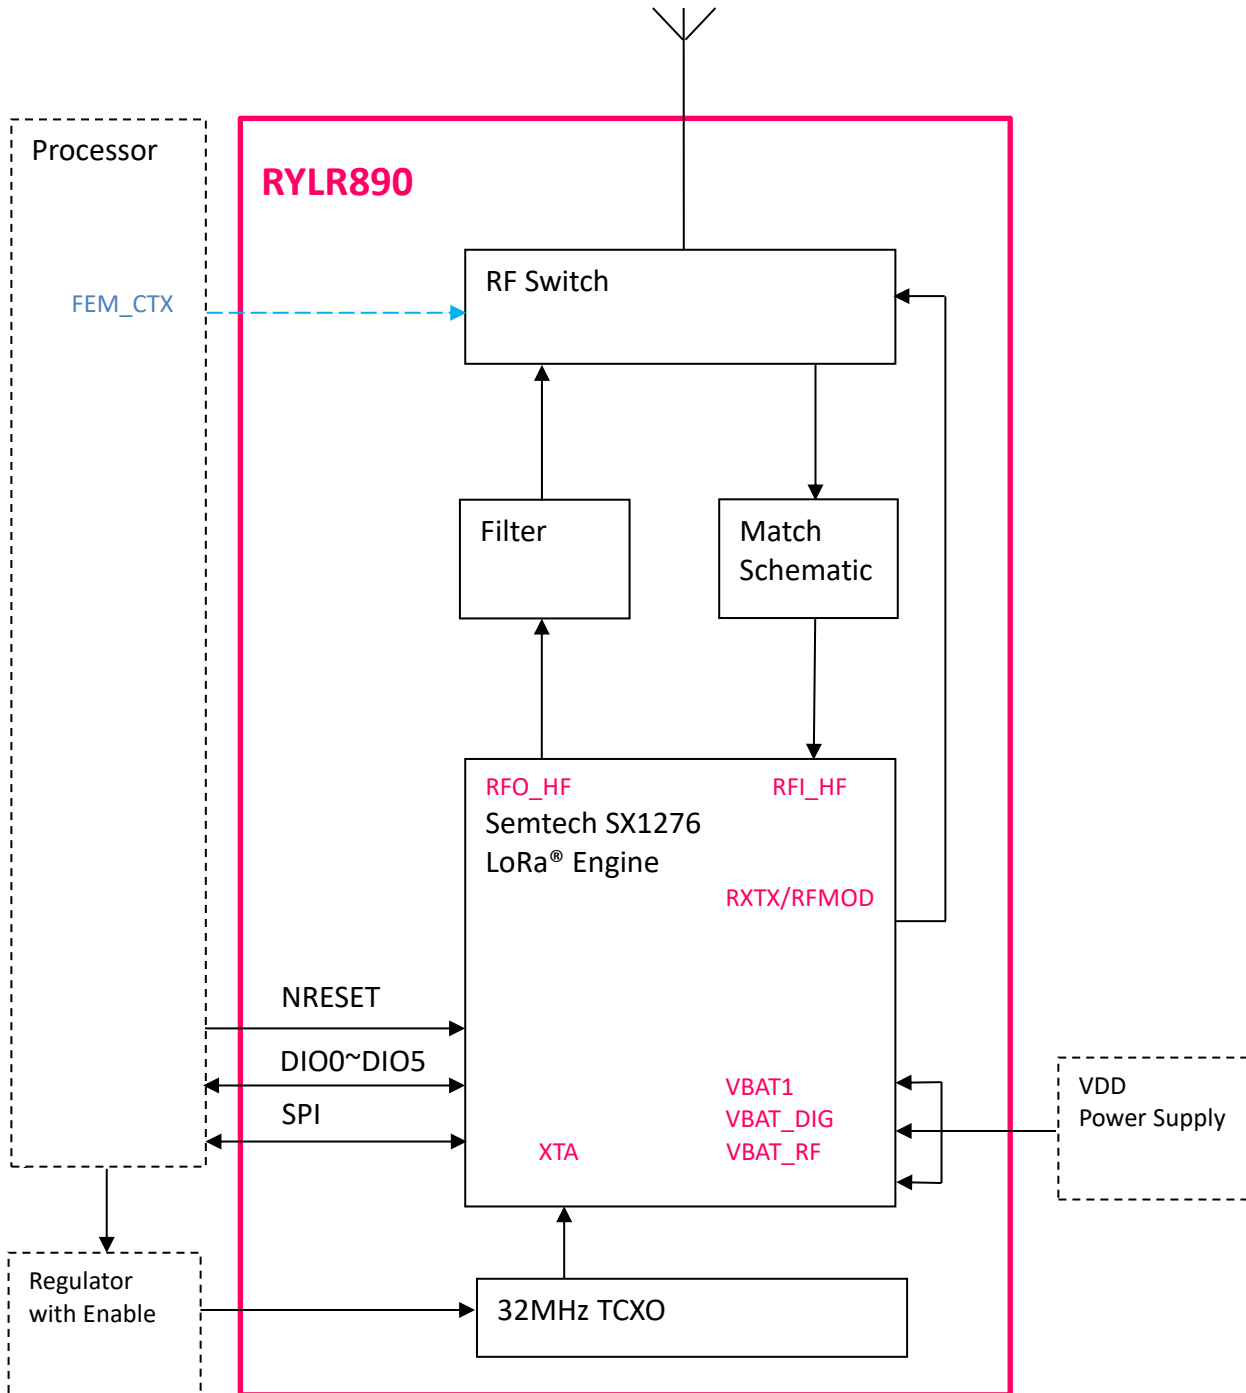 Processor
RYLR890
RF Switch
FEM_CTX
Filter
Match
Schematic
RFO_HF
RFI_HF
Semtech SX1276
LoRa® Engine
RXTX/RFMOD
NRESET
DIO0~DIO5
SPI
VBAT1
VBAT_DIG
VBAT_RF
XTA
VDD
Power Supply
Regulator
with Enable
32MHz TCXO